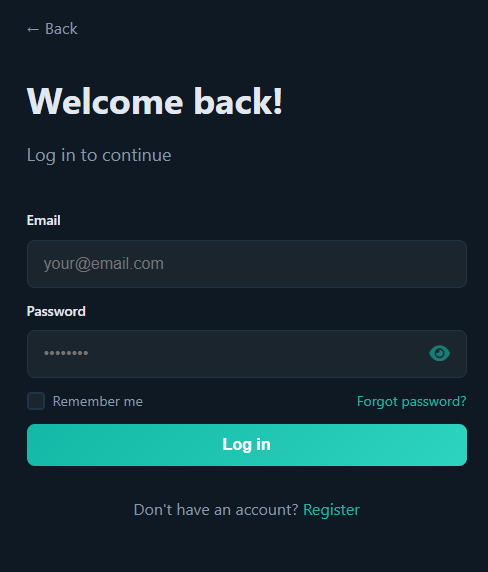 ← Back
Welcome back!
Log in to continue
Email
your@email.com
Password
••••••••
Remember me
Forgot password?
Log in
Don't have an account? Register